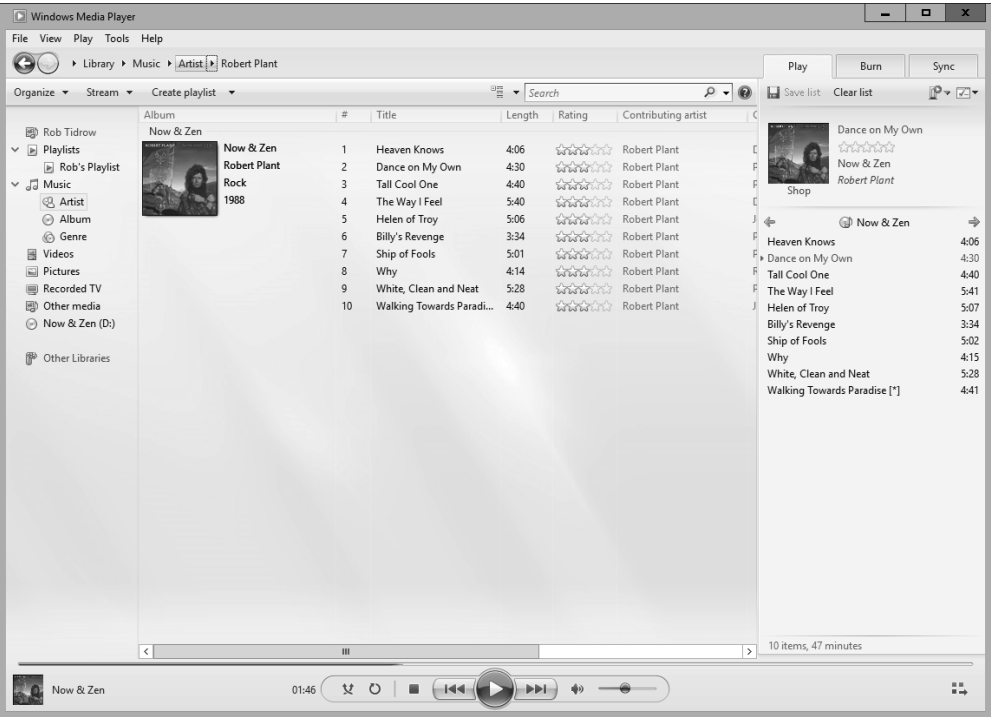 Windows Media Player
File View Play Tools Help
Library Music Artist Robert Plant
Play Burn Sync
Organize Stream Create playlist Search
Save list Clear list
Album # Title Length Rating Contributing artist
Rob Tidrow
Playlists
Rob's Playlist
Music
Artist
Album
Genre
Videos
Pictures
Recorded TV
Other media
Now & Zen (D:)
Other Libraries
Now & Zen
Now & Zen
Robert Plant
Rock
1988
1 Heaven Knows 4:06 Robert Plant
2 Dance on My Own 4:30 Robert Plant
3 Tall Cool One 4:40 Robert Plant
4 The Way I Feel 5:40 Robert Plant
5 Helen of Troy 5:06 Robert Plant
6 Billy's Revenge 3:34 Robert Plant
7 Ship of Fools 5:01 Robert Plant
8 Why 4:14 Robert Plant
9 White, Clean and Neat 5:28 Robert Plant
10 Walking Towards Paradi... 4:40 Robert Plant
Dance on My Own
Now & Zen
Robert Plant
Shop
Now & Zen
Heaven Knows 4:06
Dance on My Own 4:30
Tall Cool One 4:40
The Way I Feel 5:41
Helen of Troy 5:07
Billy's Revenge 3:34
Ship of Fools 5:02
Why 4:15
White, Clean and Neat 5:28
Walking Towards Paradise [*] 4:41
10 items, 47 minutes
Now & Zen 01:46